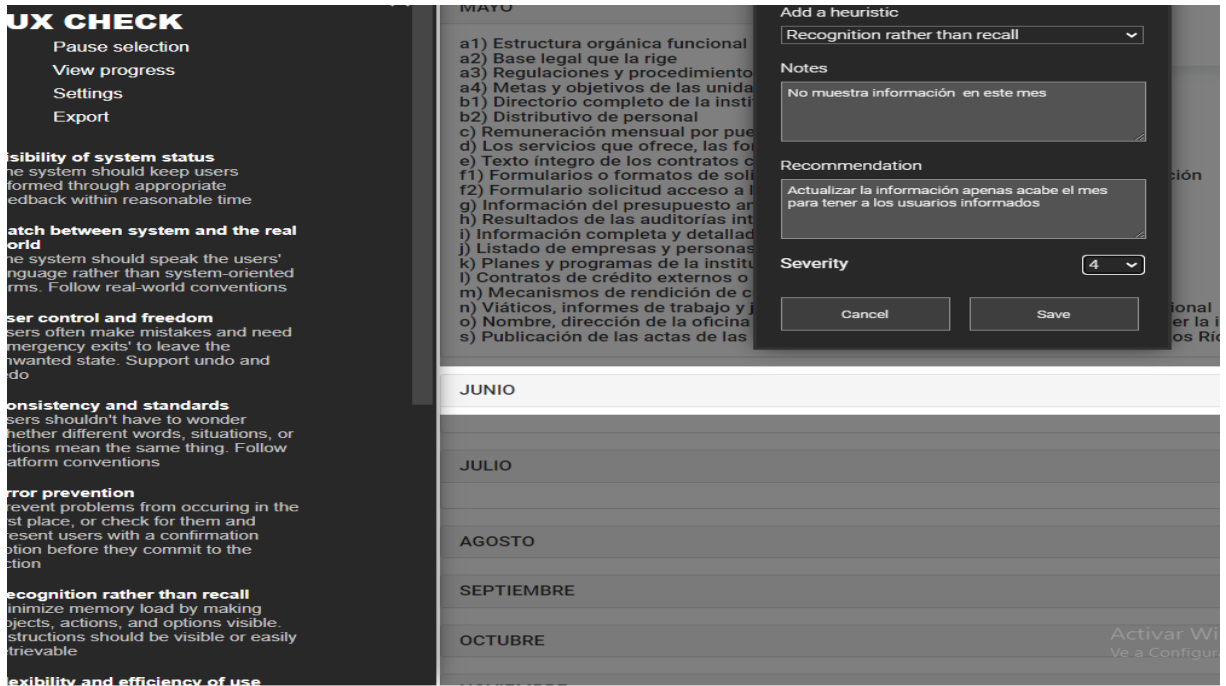 UX CHECK
Pause selection
View progress
Settings
Export
isibility of system status
he system should keep users
formed through appropriate
edback within reasonable time
atch between system and the real
orld
he system should speak the users'
nguage rather than system-oriented
rms. Follow real-world conventions
ser control and freedom
sers often make mistakes and need
mergency exits' to leave the
nwanted state. Support undo and
do
onsistency and standards
sers shouldn't have to wonder
hether different words, situations, or
ctions mean the same thing. Follow
atform conventions
rror prevention
revent problems from occuring in the
rst place, or check for them and
resent users with a confirmation
ption before they commit to the
ction
ecognition rather than recall
inimize memory load by making
bjects, actions, and options visible.
structions should be visible or easily
trievable
lexibility and efficiency of use
MAYO
a1) Estructura orgánica funcional
a2) Base legal que la rige
a3) Regulaciones y procedimiento
a4) Metas y objetivos de las unida
b1) Directorio completo de la insti
b2) Distributivo de personal
c) Remuneración mensual por pue
d) Los servicios que ofrece, las fo
e) Texto íntegro de los contratos c
f1) Formularios o formatos de soli ión
f2) Formulario solicitud acceso a l
g) Información del presupuesto an
h) Resultados de las auditorías int
i) Información completa y detallad
j) Listado de empresas y personas
k) Planes y programas de la institu
l) Contratos de crédito externos o
m) Mecanismos de rendición de c
n) Viáticos, informes de trabajo y j ional
o) Nombre, dirección de la oficina er la i
s) Publicación de las actas de las os Río
Add a heuristic
Recognition rather than recall
Notes
No muestra información en este mes
Recommendation
Actualizar la información apenas acabe el mes
para tener a los usuarios informados
Severity 4
Cancel Save
JUNIO
JULIO
AGOSTO
SEPTIEMBRE
OCTUBRE
Activar Wi
Ve a Configura